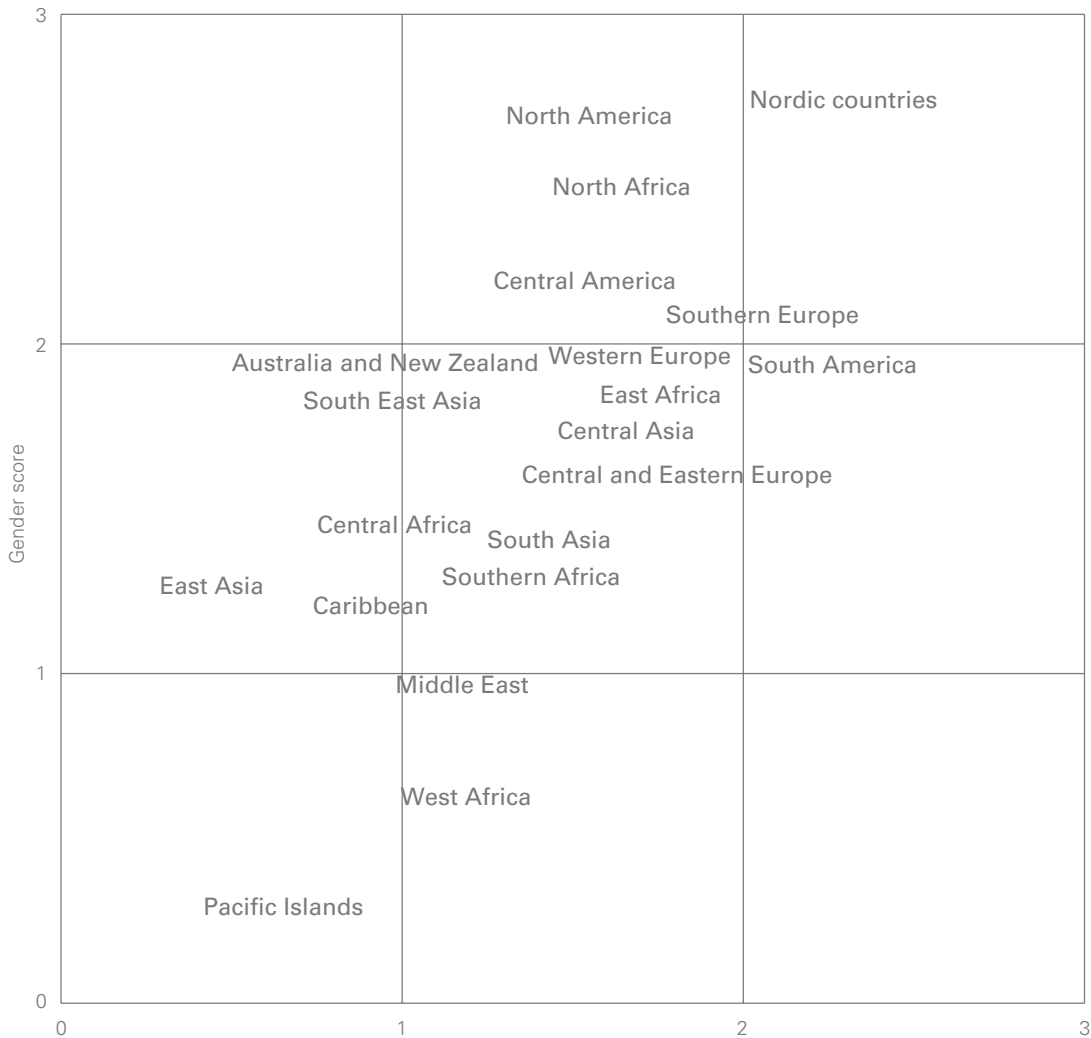 3
Nordic countries
North America
North Africa
Central America
Southern Europe
2
Western Europe
Australia and New Zealand
South America
East Africa
South East Asia
Central Asia
Central and Eastern Europe
Gender score
Central Africa
South Asia
Southern Africa
East Asia
Caribbean
1
Middle East
West Africa
Pacific Islands
0
0 1 2 3